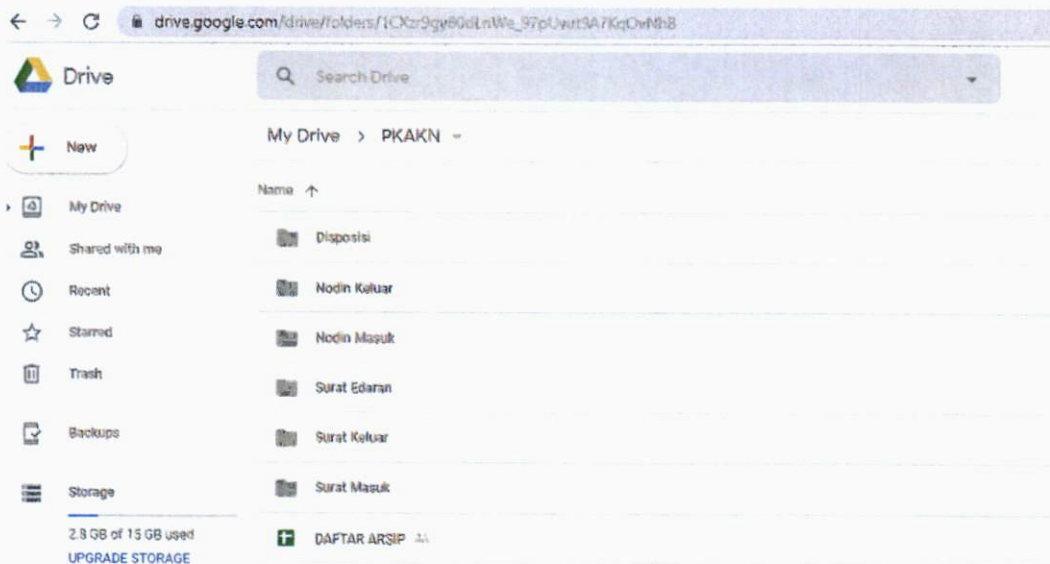 drive.google.com/drive/folders/
Drive
Search Drive
New
My Drive > PKAKN
Name
My Drive
Shared with me
Recent
Starred
Trash
Backups
Storage
2.8 GB of 15 GB used
UPGRADE STORAGE
Disposisi
Nodin Keluar
Nodin Masuk
Surat Edaran
Surat Keluar
Surat Masuk
DAFTAR ARSIP